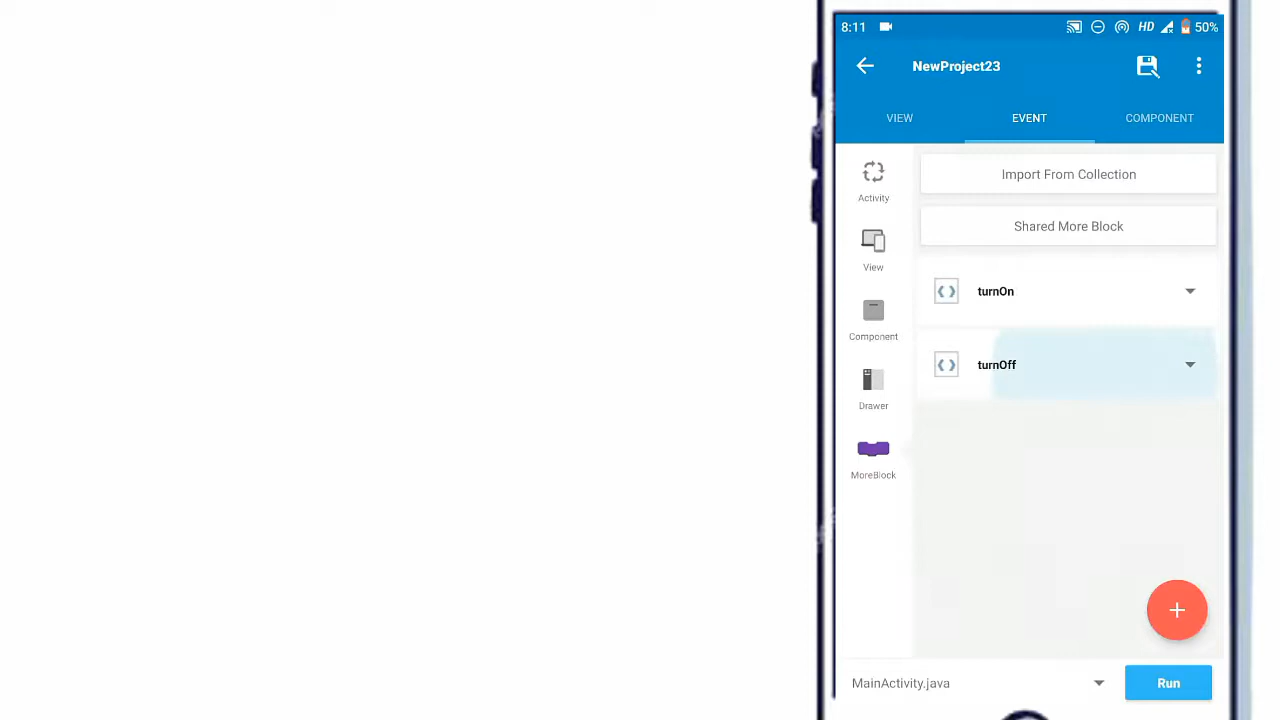 8:11 HD 50%
NewProject23
VIEW EVENT COMPONENT
Import From Collection
Activity
Shared More Block
View
turnOn
Component
turnOff
Drawer
MoreBlock
MainActivity.java Run